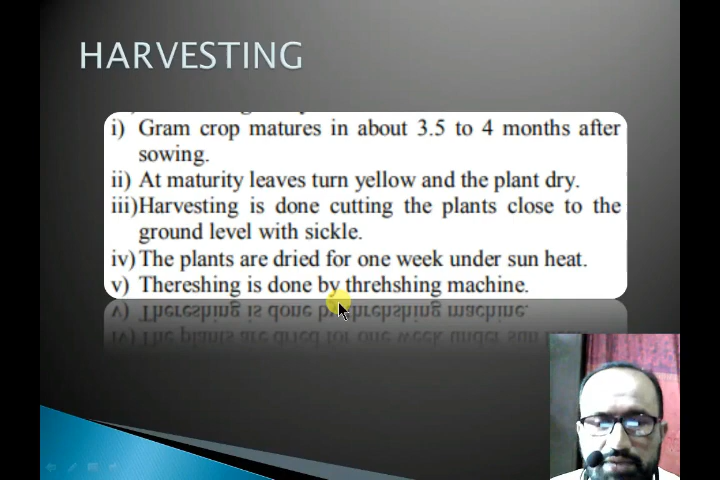 HARVESTING
i) Gram crop matures in about 3.5 to 4 months after
sowing.
ii) At maturity leaves turn yellow and the plant dry.
iii)Harvesting is done cutting the plants close to the
ground level with sickle.
iv) The plants are dried for one week under sun heat.
v) Thereshing is done by threhshing machine.